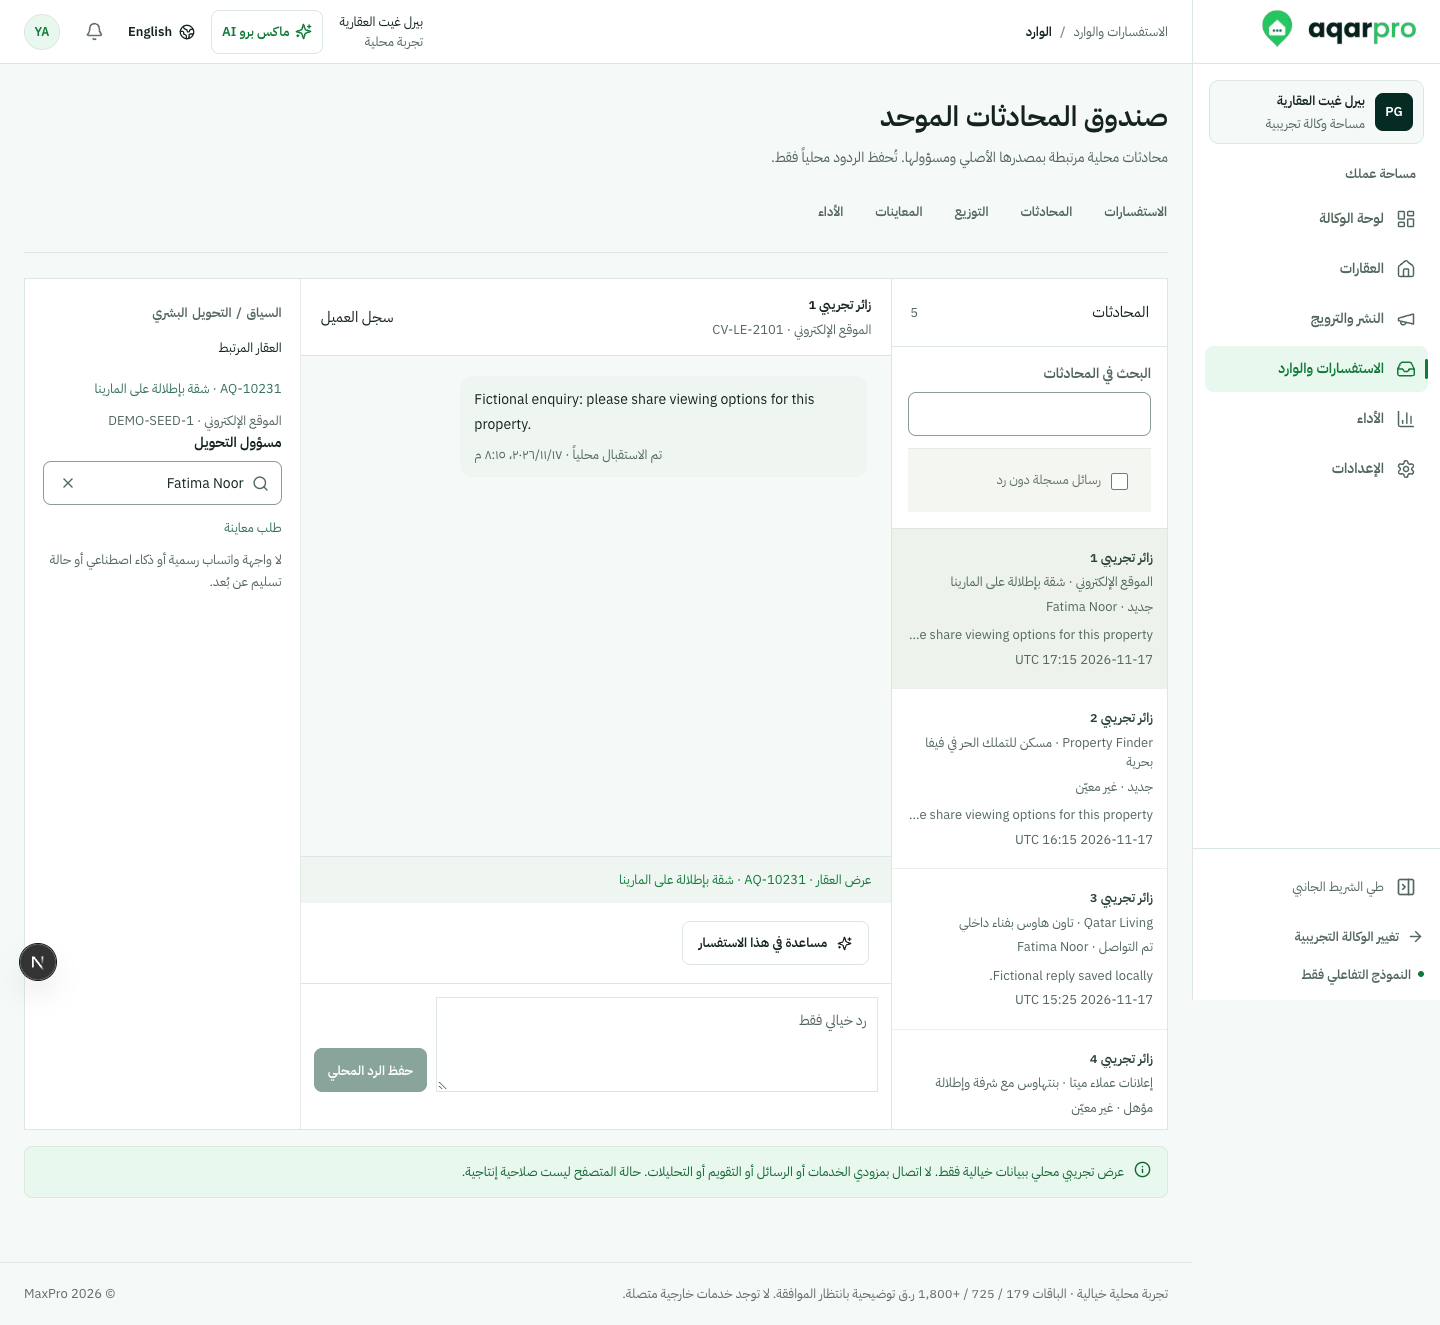 aqarpro
PG
بيرل غيت العقارية
مساحة وكالة تجريبية
مساحة عملك
لوحة الوكالة
العقارات
النشر والترويج
الاستفسارات والوارد
الأداء
الإعدادات
طي الشريط الجانبي
تغيير الوكالة التجريبية
النموذج التفاعلي فقط
الاستفسارات والوارد / الوارد
بيرل غيت العقارية
تجربة محلية
ماكس برو AI
English
YA
صندوق المحادثات الموحد
محادثات محلية مرتبطة بمصدرها الأصلي ومسؤولها. تُحفظ الردود محلياً فقط.
الاستفسارات
المحادثات
التوزيع
المعاينات
الأداء
المحادثات
5
البحث في المحادثات
رسائل مسجلة دون رد
زائر تجريبي 1
الموقع الإلكتروني · شقة بإطلالة على المارينا
جديد · Fatima Noor
...e share viewing options for this property
UTC 17:15 2026-11-17
زائر تجريبي 2
Property Finder · مسكن للتملك الحر في فيفا
بحرية
جديد · غير معيّن
...e share viewing options for this property
UTC 16:15 2026-11-17
زائر تجريبي 3
Qatar Living · تاون هاوس بفناء داخلي
تم التواصل · Fatima Noor
.Fictional reply saved locally
UTC 15:25 2026-11-17
زائر تجريبي 4
إعلانات عملاء ميتا · بنتهاوس مع شرفة وإطلالة
مؤهل · غير معيّن
زائر تجريبي 1
الموقع الإلكتروني · CV-LE-2101
سجل العميل
Fictional enquiry: please share viewing options for this
property.
تم الاستقبال محلياً · ١٧‏/١١‏/٢٠٢٦، ٨:١٥ م
عرض العقار · AQ-10231 · شقة بإطلالة على المارينا
مساعدة في هذا الاستفسار
رد خيالي فقط
حفظ الرد المحلي
السياق / التحويل البشري
العقار المرتبط
AQ-10231 · شقة بإطلالة على المارينا
الموقع الإلكتروني · DEMO-SEED-1
مسؤول التحويل
Fatima Noor
طلب معاينة
لا واجهة واتساب رسمية أو ذكاء اصطناعي أو حالة
تسليم عن بُعد.
عرض تجريبي محلي ببيانات خيالية فقط. لا اتصال بمزودي الخدمات أو الرسائل أو التقويم أو التحليلات. حالة المتصفح ليست صلاحية إنتاجية.
تجربة محلية خيالية · الباقات 179 / 725 / +1,800 ر.ق توضيحية بانتظار الموافقة. لا توجد خدمات خارجية متصلة.
© 2026 MaxPro
N